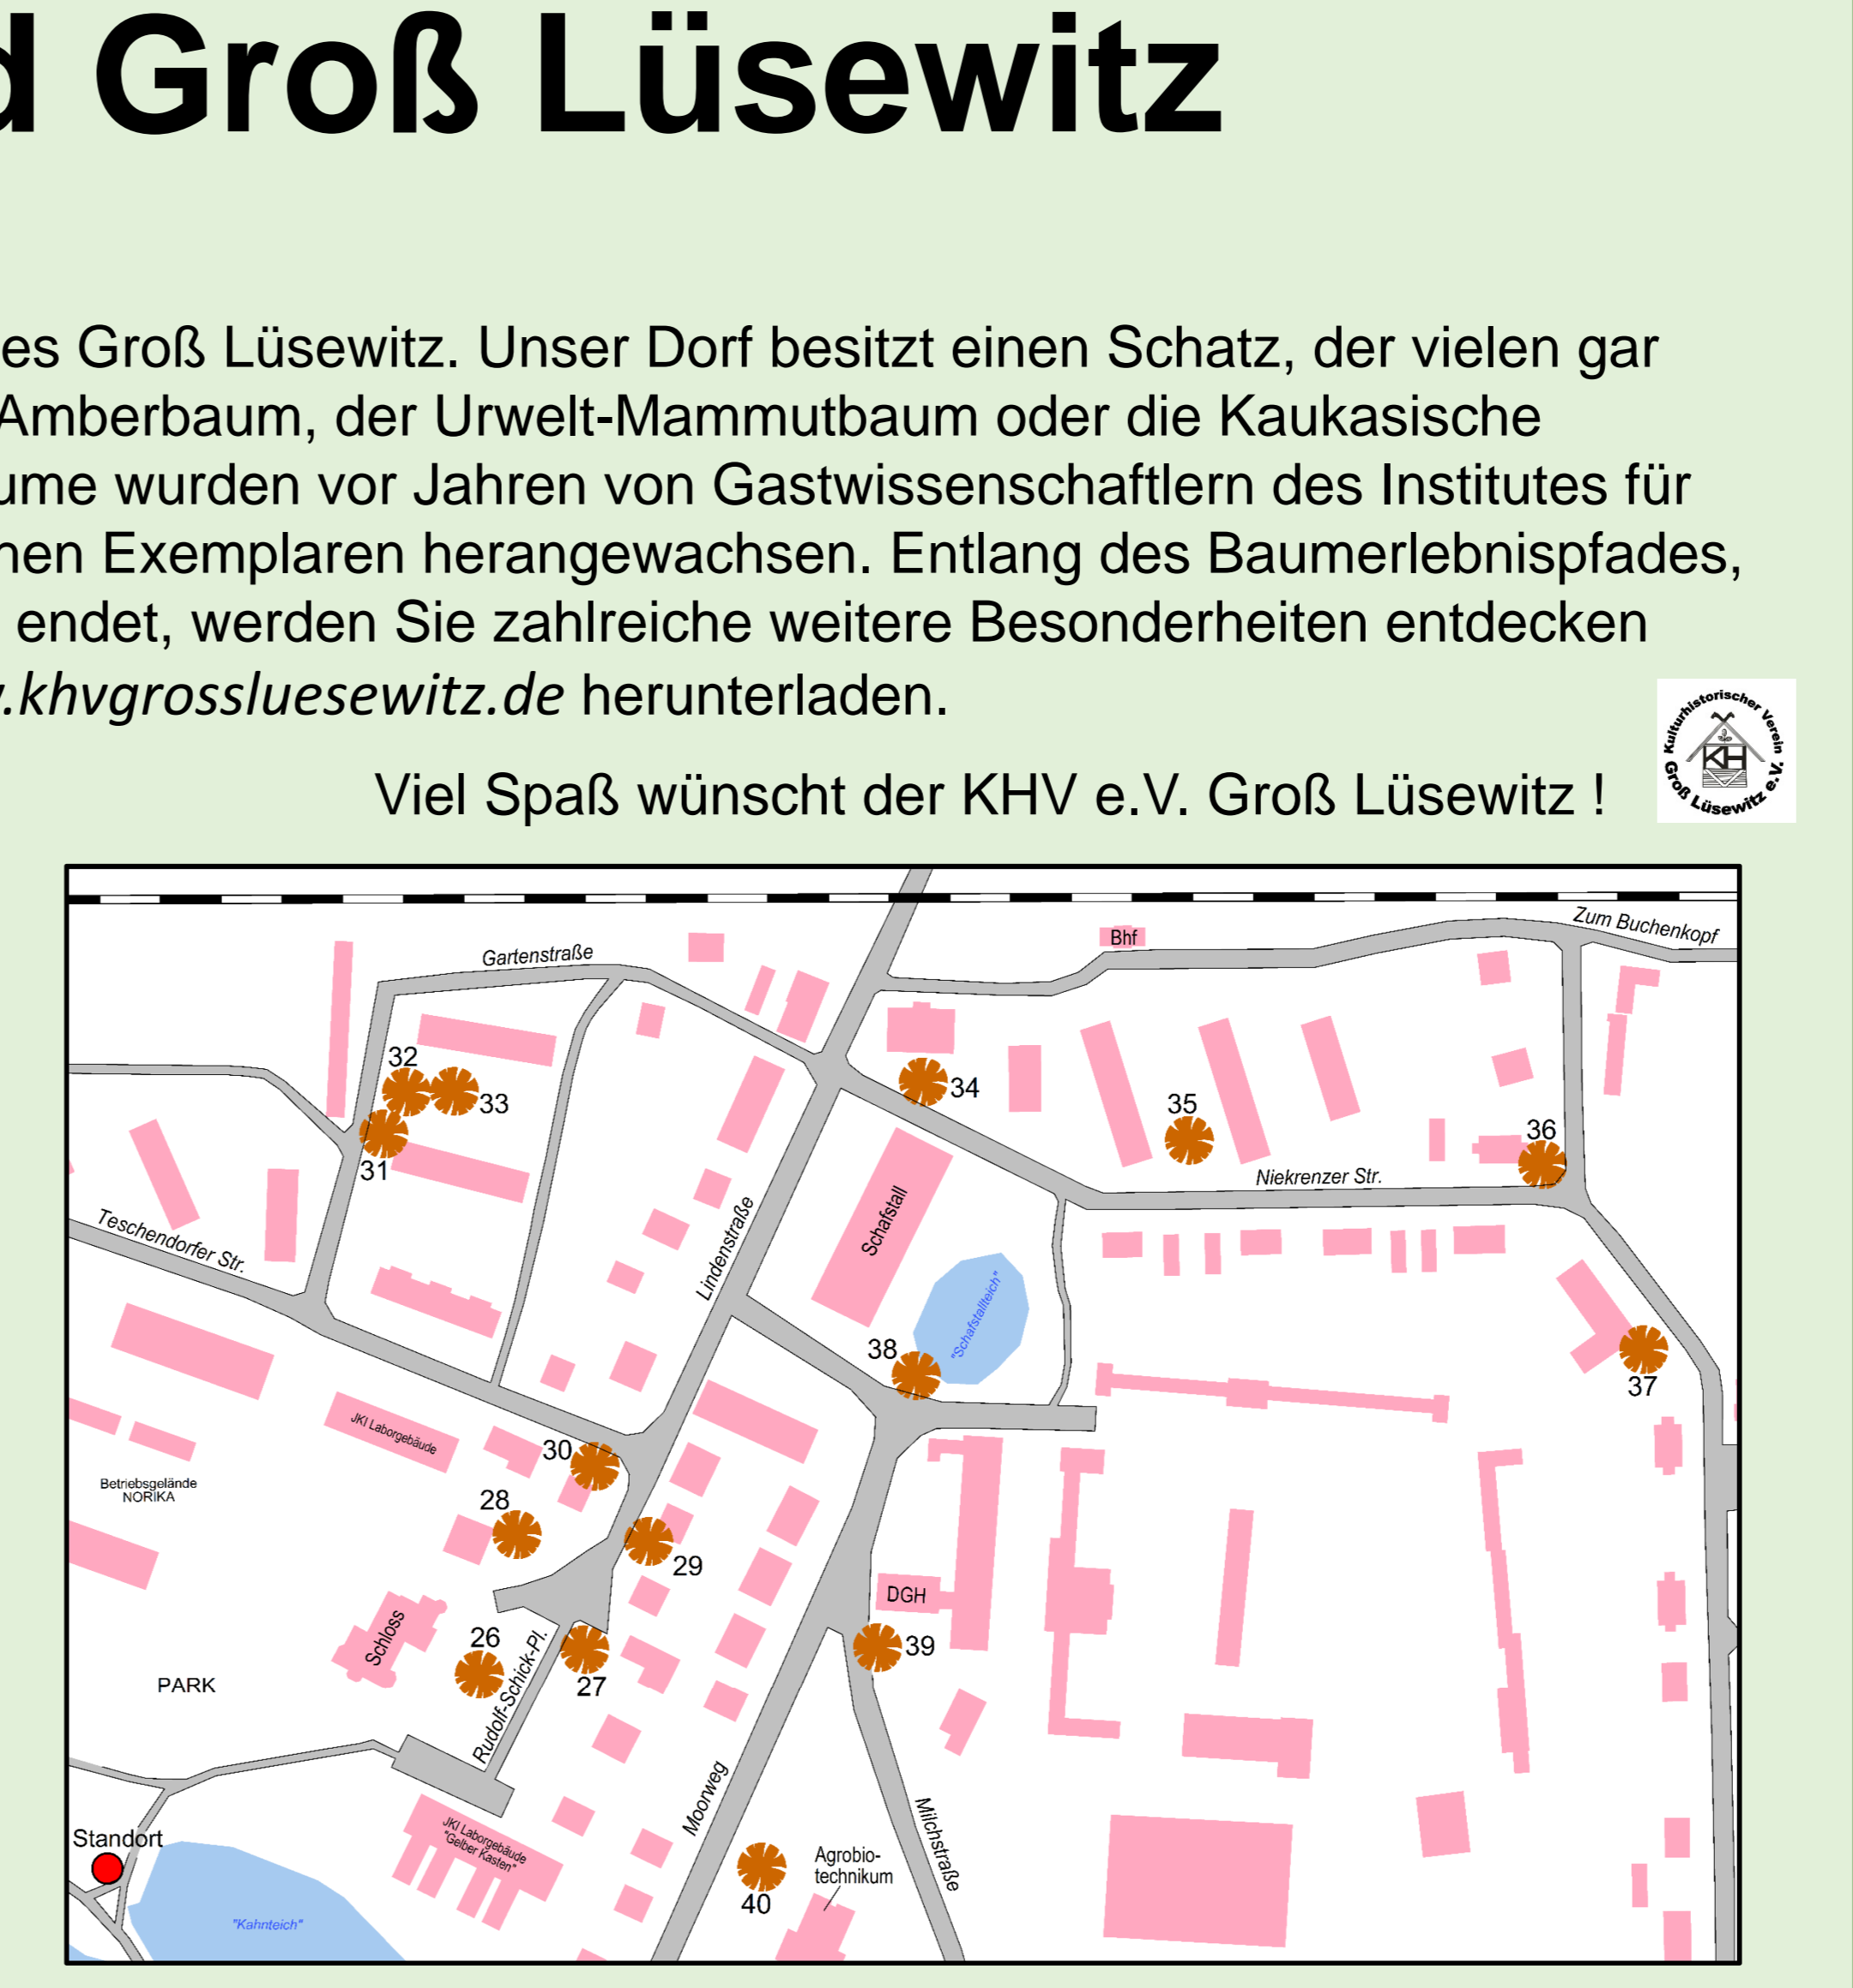 d Groß Lüsewitz
es Groß Lüsewitz. Unser Dorf besitzt einen Schatz, der vielen gar
Amberbaum, der Urwelt-Mammutbaum oder die Kaukasische
ume wurden vor Jahren von Gastwissenschaftlern des Institutes für
nen Exemplaren herangewachsen. Entlang des Baumerlebnispfades,
endet, werden Sie zahlreiche weitere Besonderheiten entdecken
.khvgrossluesewitz.de herunterladen.
Viel Spaß wünscht der KHV e.V. Groß Lüsewitz !
Kulturhistorischer Verein
KH
Groß Lüsewitz e.V.
Zum Buchenkopf
Bhf
Gartenstraße
32
33
31
34
35
36
Niekrenzer Str.
Teschendorfer Str.
Lindenstraße
Schafstall
"Schafstallteich"
38
37
JKI Laborgebäude
30
Betriebsgelände
NORIKA
28
29
DGH
Schloss
26
27
39
PARK
Rudolf-Schick-Pl.
Moorweg
Milchstraße
Standort
JKI Laborgebäude
"Gelber Kasten"
Agrobio-
technikum
40
"Kahnteich"